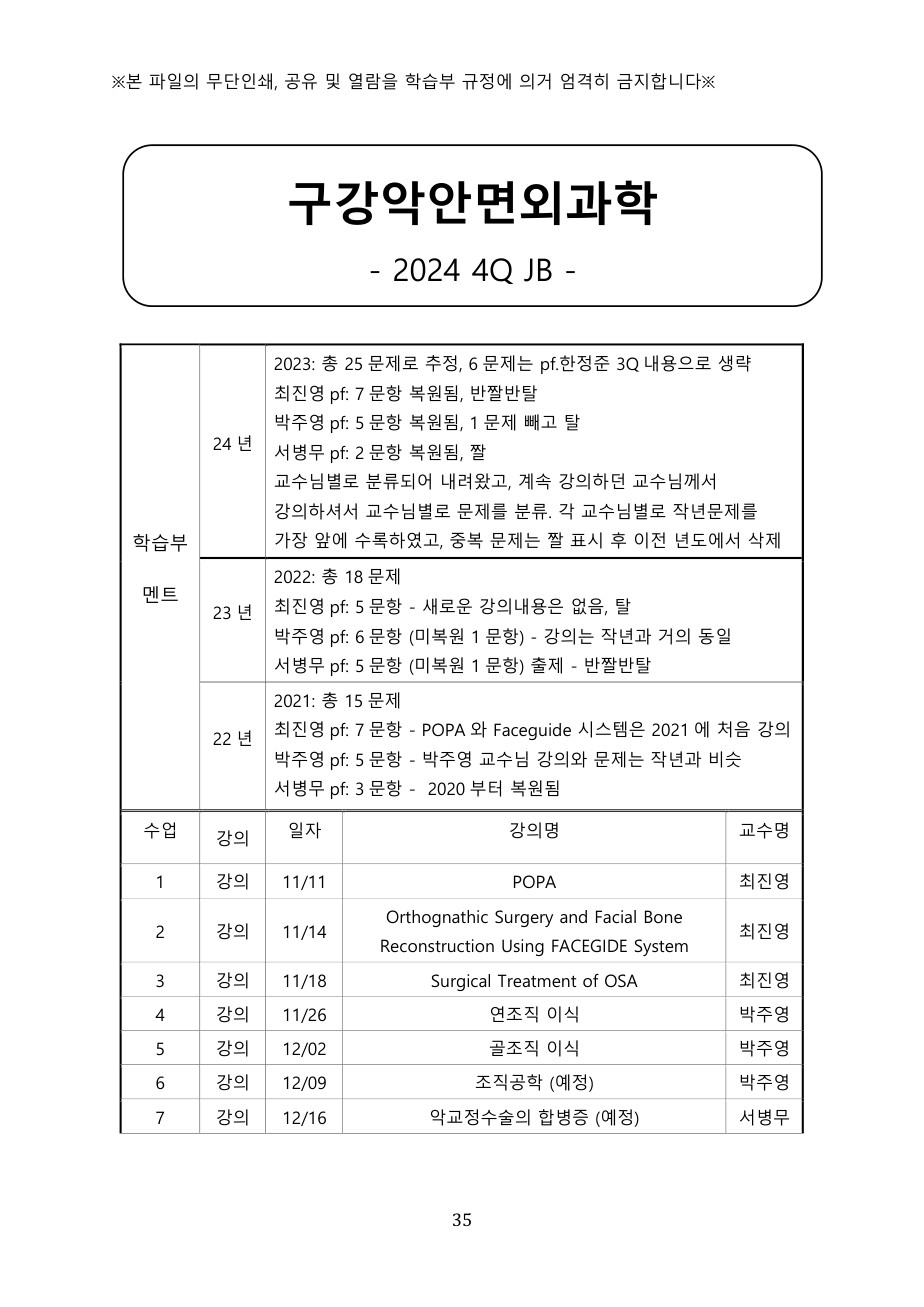 ※본 파일의 무단인쇄, 공유 및 열람을 학습부 규정에 의거 엄격히 금지합니다※
구강악안면외과학
- 2024 4Q JB -
학습부
멘트
24 년
2023: 총 25 문제로 추정, 6 문제는 pf.한정준 3Q 내용으로 생략
최진영 pf: 7 문항 복원됨, 반짤반탈
박주영 pf: 5 문항 복원됨, 1 문제 빼고 탈
서병무 pf: 2 문항 복원됨, 짤
교수님별로 분류되어 내려왔고, 계속 강의하던 교수님께서
강의하셔서 교수님별로 문제를 분류. 각 교수님별로 작년문제를
가장 앞에 수록하였고, 중복 문제는 짤 표시 후 이전 년도에서 삭제
23 년
2022: 총 18 문제
최진영 pf: 5 문항 - 새로운 강의내용은 없음, 탈
박주영 pf: 6 문항 (미복원 1 문항) - 강의는 작년과 거의 동일
서병무 pf: 5 문항 (미복원 1 문항) 출제 - 반짤반탈
22 년
2021: 총 15 문제
최진영 pf: 7 문항 - POPA 와 Faceguide 시스템은 2021 에 처음 강의
박주영 pf: 5 문항 - 박주영 교수님 강의와 문제는 작년과 비슷
서병무 pf: 3 문항 - 2020 부터 복원됨
수업 강의 일자 강의명 교수명
1 강의 11/11 POPA 최진영
2 강의 11/14 Orthognathic Surgery and Facial Bone
Reconstruction Using FACEGIDE System 최진영
3 강의 11/18 Surgical Treatment of OSA 최진영
4 강의 11/26 연조직 이식 박주영
5 강의 12/02 골조직 이식 박주영
6 강의 12/09 조직공학 (예정) 박주영
7 강의 12/16 악교정수술의 합병증 (예정) 서병무
35